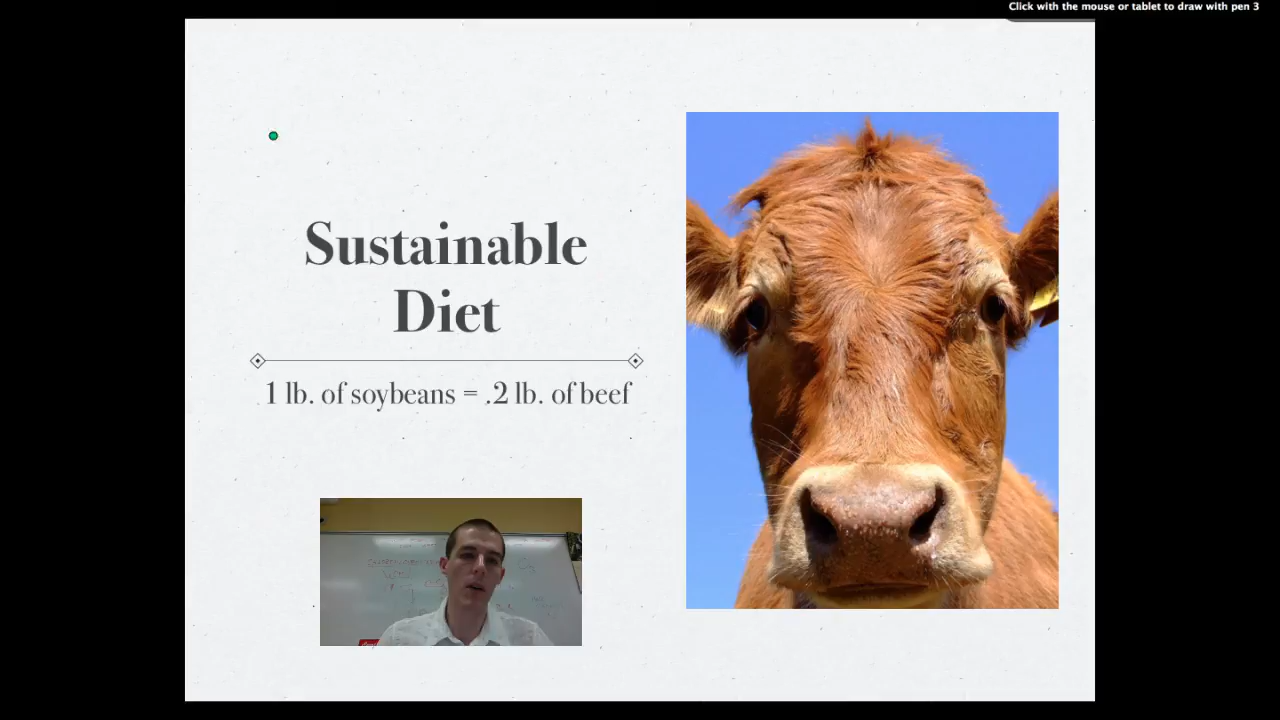 Click with the mouse or tablet to draw with pen 3
Sustainable
Diet
1 lb. of soybeans = .2 lb. of beef